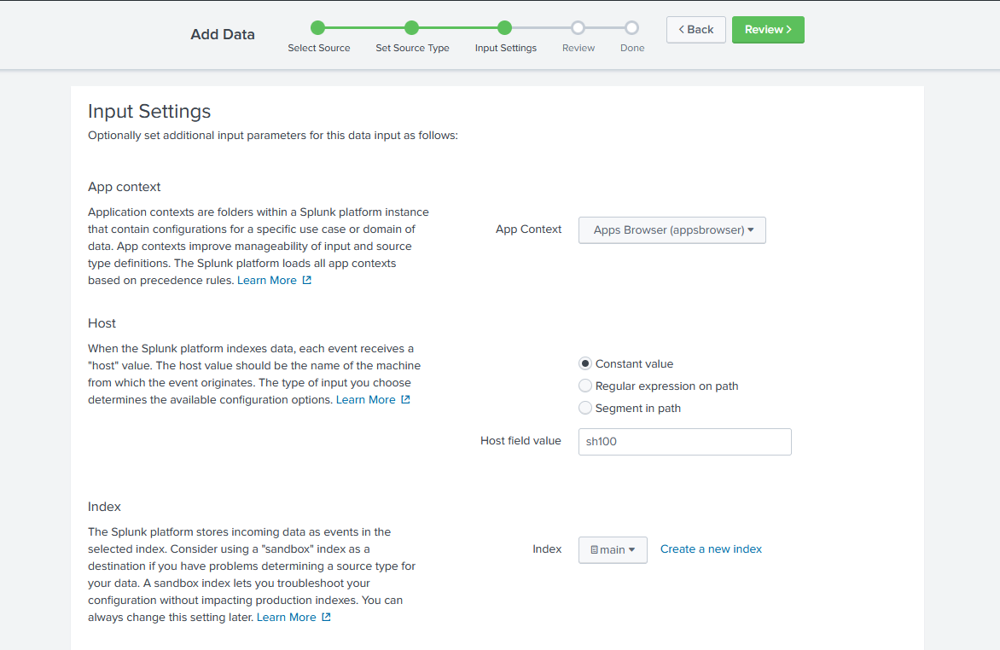 Add Data
Select Source
Set Source Type
Input Settings
Review
Done
< Back
Review >
Input Settings
Optionally set additional input parameters for this data input as follows:
App context
Application contexts are folders within a Splunk platform instance
that contain configurations for a specific use case or domain of
data. App contexts improve manageability of input and source
type definitions. The Splunk platform loads all app contexts
based on precedence rules. Learn More
App Context
Apps Browser (appsbrowser)
Host
When the Splunk platform indexes data, each event receives a
"host" value. The host value should be the name of the machine
from which the event originates. The type of input you choose
determines the available configuration options. Learn More
Constant value
Regular expression on path
Segment in path
Host field value
sh100
Index
The Splunk platform stores incoming data as events in the
selected index. Consider using a "sandbox" index as a
destination if you have problems determining a source type for
your data. A sandbox index lets you troubleshoot your
configuration without impacting production indexes. You can
always change this setting later. Learn More
Index
main
Create a new index